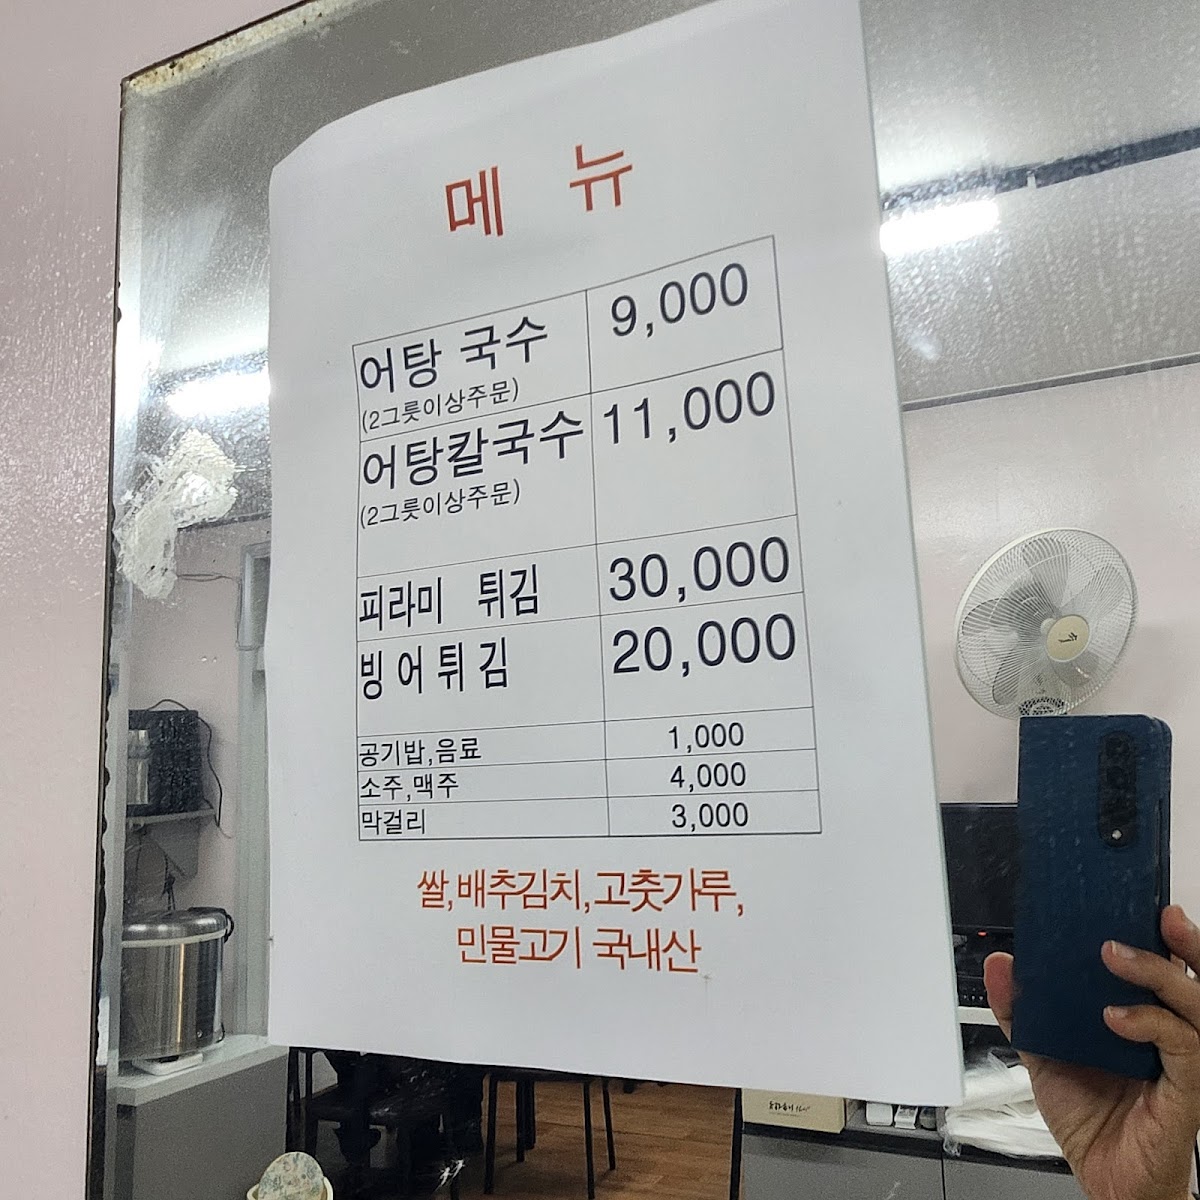 메 뉴
어탕 국수 9,000
(2그릇이상주문)
어탕칼국수 11,000
(2그릇이상주문)
피라미 튀김 30,000
빙어튀김 20,000
공기밥,음료 1,000
소주,맥주 4,000
막걸리 3,000
쌀,배추김치,고춧가루,
민물고기 국내산